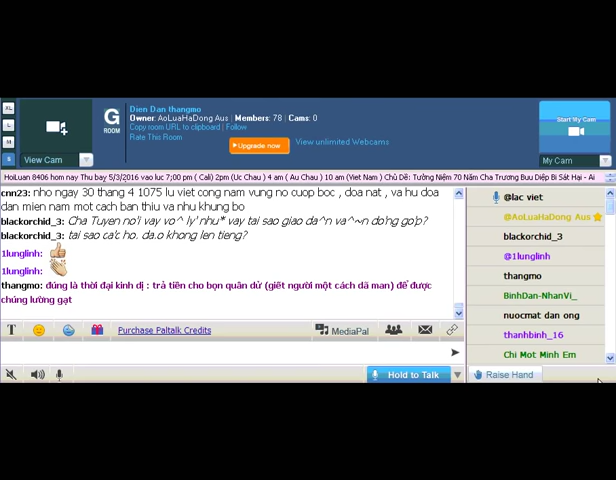 XL
L
M
S
View Cam
G
ROOM
Dien Dan thangmo
Owner: AoLuaHaDong Aus | Members: 78 | Cams: 0
Copy room URL to clipboard | Follow
Rate This Room
Upgrade now
View unlimited Webcams
Start My Cam
My Cam
HoiLuan 8406 hom nay Thu bay 5/3/2016 vao luc 7;00 pm ( Cali) 2pm (Uc Chau ) 4 am ( Au Chau ) 10 am (Viet Nam ) Chủ Đề: Tưởng Niệm 70 Năm Cha Trương Bưu Diệp Bi Sát Hại - Ai
cnn23: nho ngay 30 thang 4 1075 lu viet cong nam vung no cuop boc , doa nat , va hu doa
dan mien nam mot cach ban thiu va nhu khung bo
blackorchid_3: Cha Tuyen no'i vay vo^ ly' nhu* vay tai sao giao da^n va^~n do'ng go'p?
blackorchid_3: tai sao ca'c ho. da.o khong len tieng?
1lunglinh:
1lunglinh:
thangmo: đúng là thời đại kinh dị : trả tiền cho bọn quân dử (giết người một cách dã man) để được
chúng lường gạt
Purchase Paltalk Credits
MediaPal
Hold to Talk
@lac viet
@AoLuaHaDong Aus
blackorchid_3
@1lunglinh
thangmo
BinhDan-NhanVi_
nuocmat dan ong
thanhbinh_16
Chi Mot Minh Em
Raise Hand